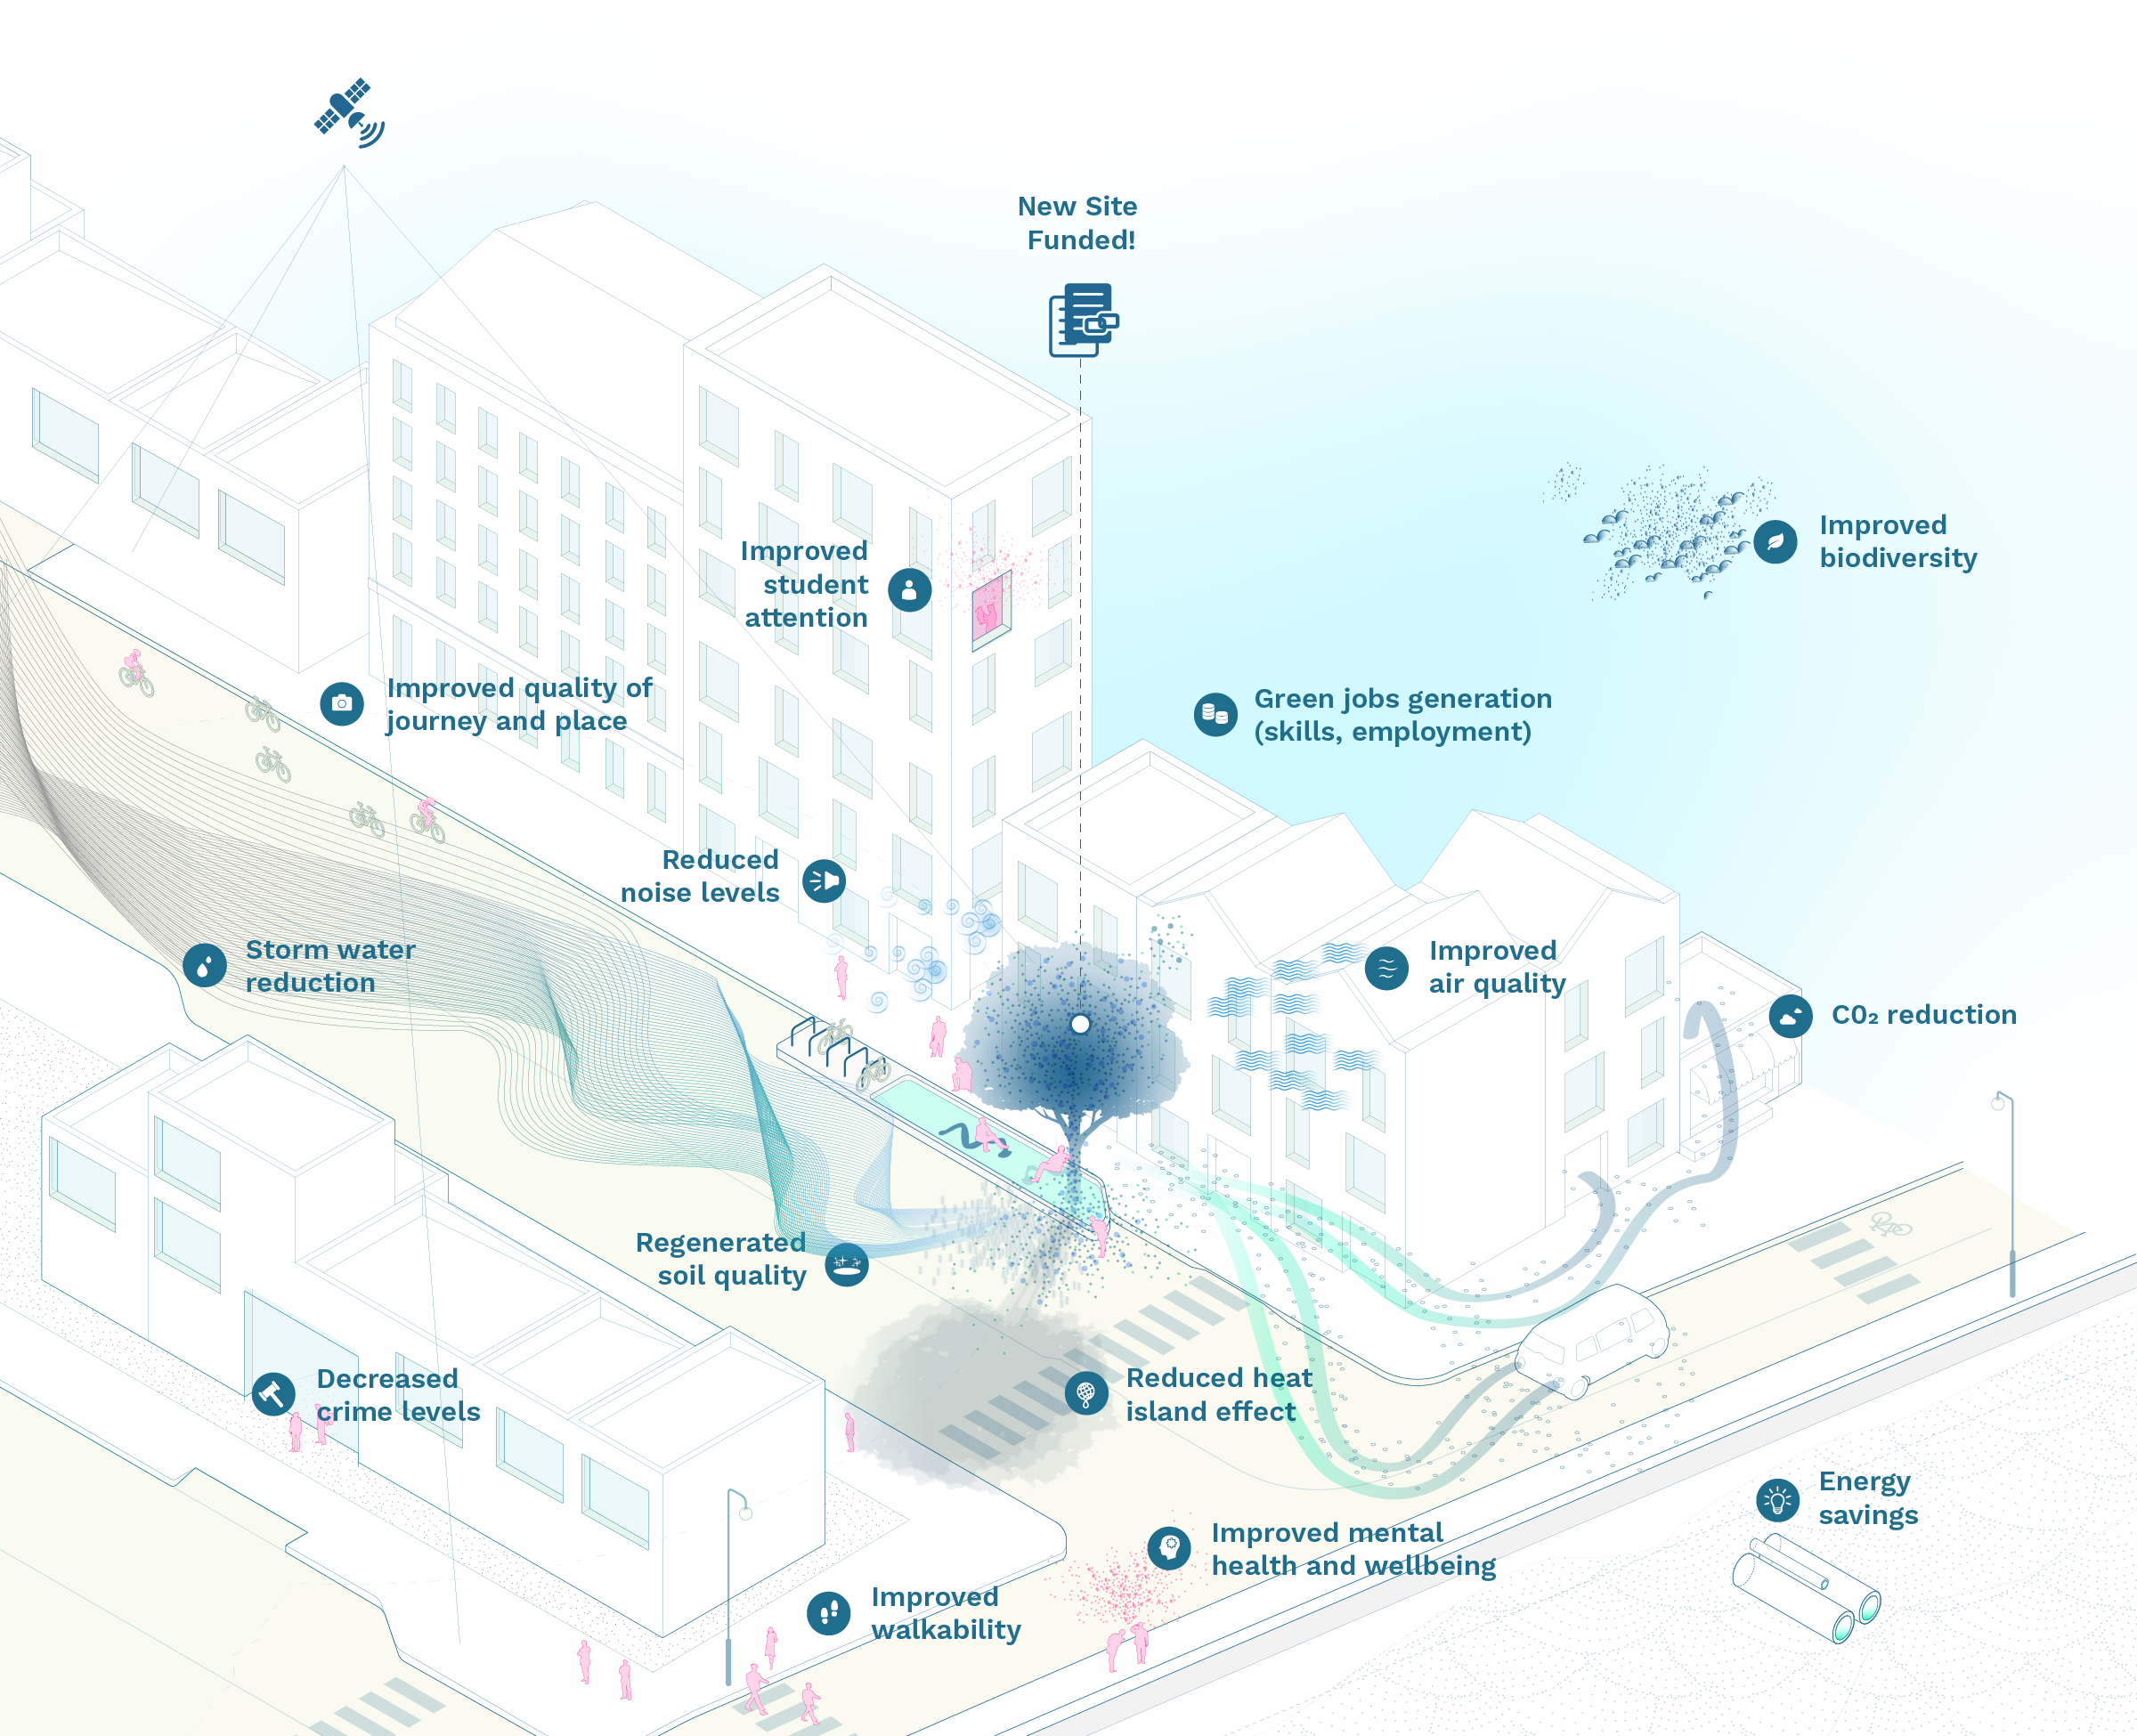 New Site
Funded!
Improved
biodiversity
Improved
student
attention
Improved quality of
journey and place
Green jobs generation
(skills, employment)
Reduced
noise levels
Storm water
reduction
Improved
air quality
C0₂ reduction
Regenerated
soil quality
Decreased
crime levels
Reduced heat
island effect
Energy
savings
Improved mental
health and wellbeing
Improved
walkability